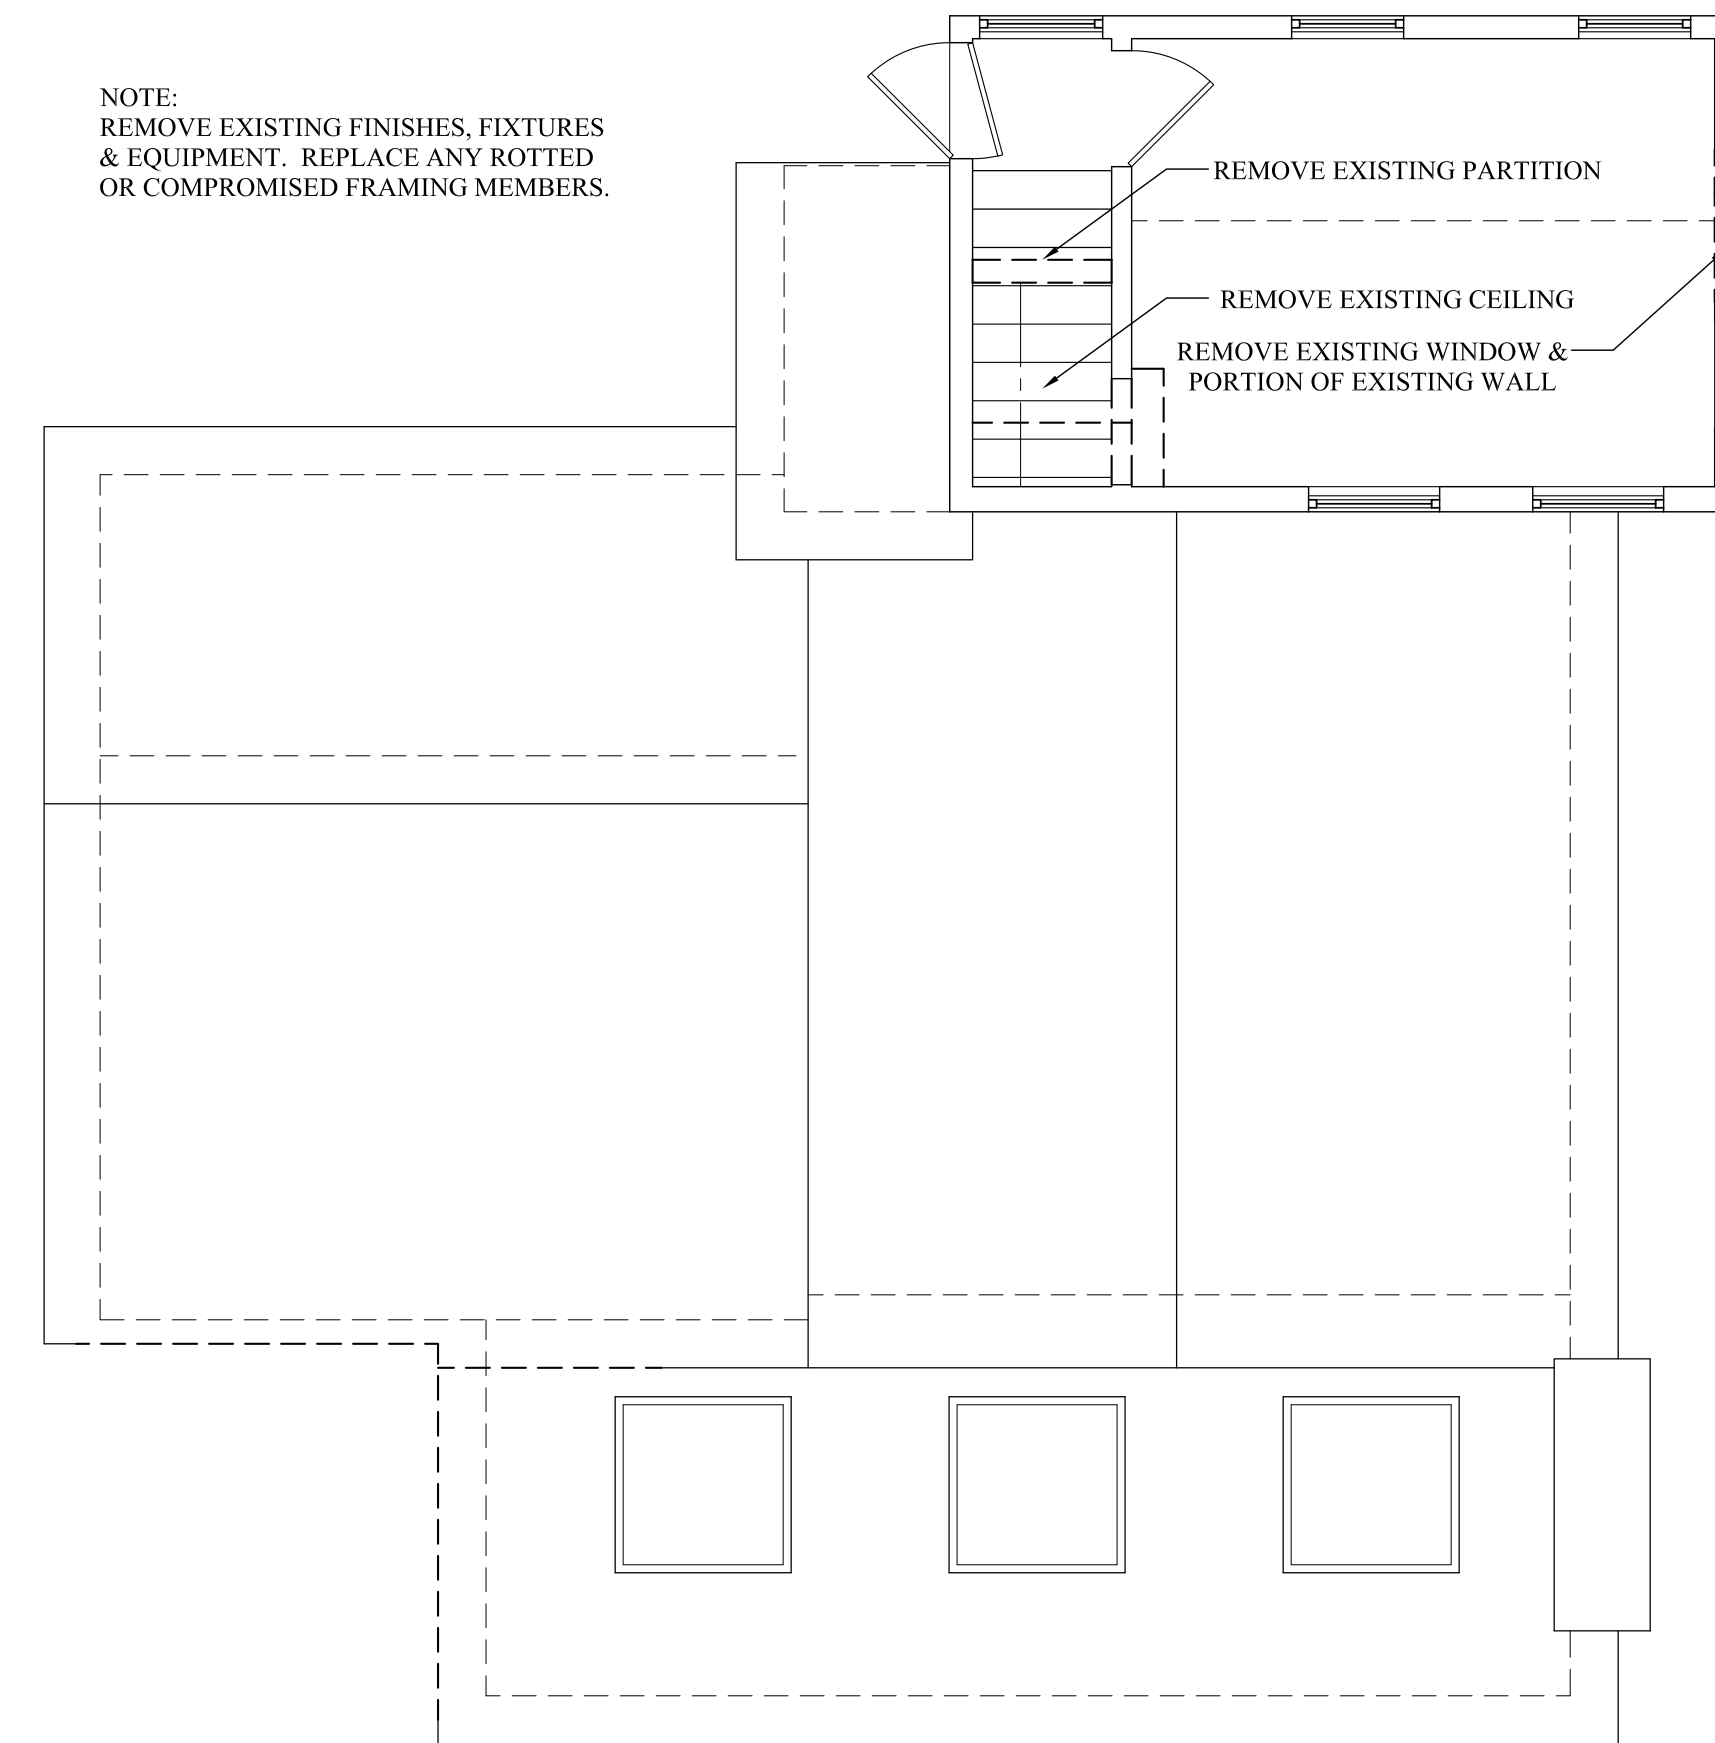 NOTE:
REMOVE EXISTING FINISHES, FIXTURES
& EQUIPMENT.  REPLACE ANY ROTTED
OR COMPROMISED FRAMING MEMBERS.
REMOVE EXISTING PARTITION
REMOVE EXISTING CEILING
REMOVE EXISTING WINDOW &
PORTION OF EXISTING WALL